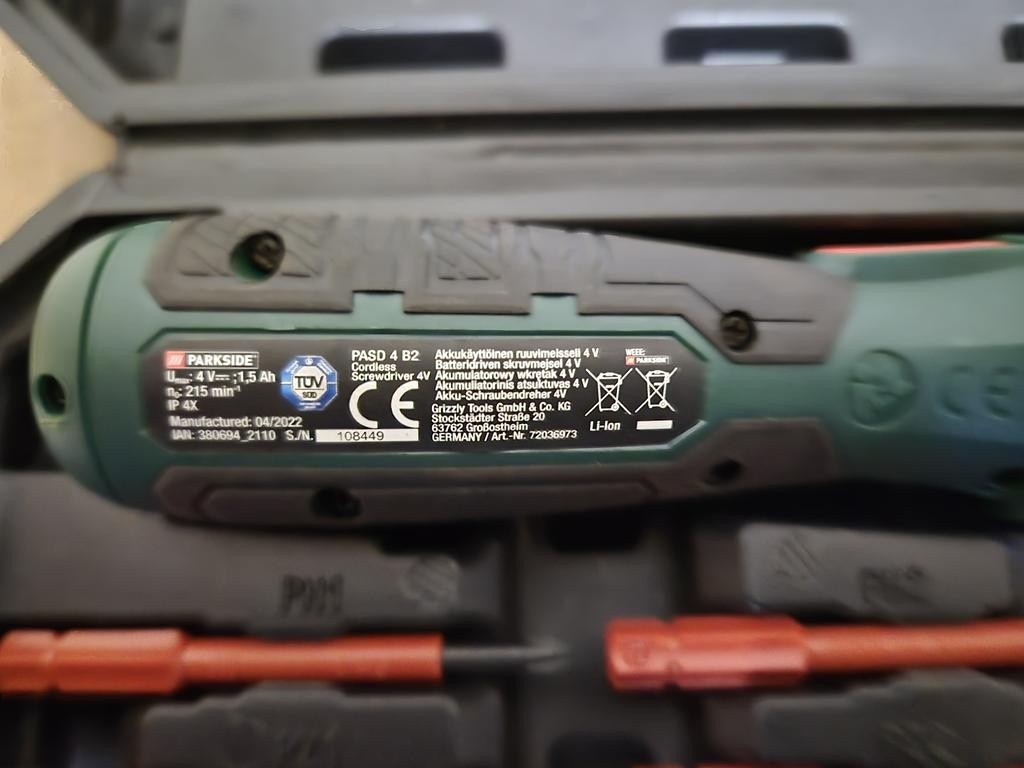 /// PARKSIDE
Umax: 4 V⎓ ;1,5 Ah
n0: 215 min-1
IP 4X
Manufactured: 04/2022
IAN: 380694_2110 S./N. 108449
TÜV
SÜD
PASD 4 B2
Cordless
Screwdriver 4V
CE
Akkukäyttöinen ruuvimeisseli 4 V
Batteridriven skruvmejsel 4 V
Akumulatorowy wkrętak 4 V
Akumuliatorinis atsuktuvas 4 V
Akku-Schraubendreher 4V
Grizzly Tools GmbH & Co. KG
Stockstädter Straße 20
63762 Großostheim
GERMANY / Art.-Nr. 72036973
WEEE:
/// PARKSIDE
Li-Ion
PH1